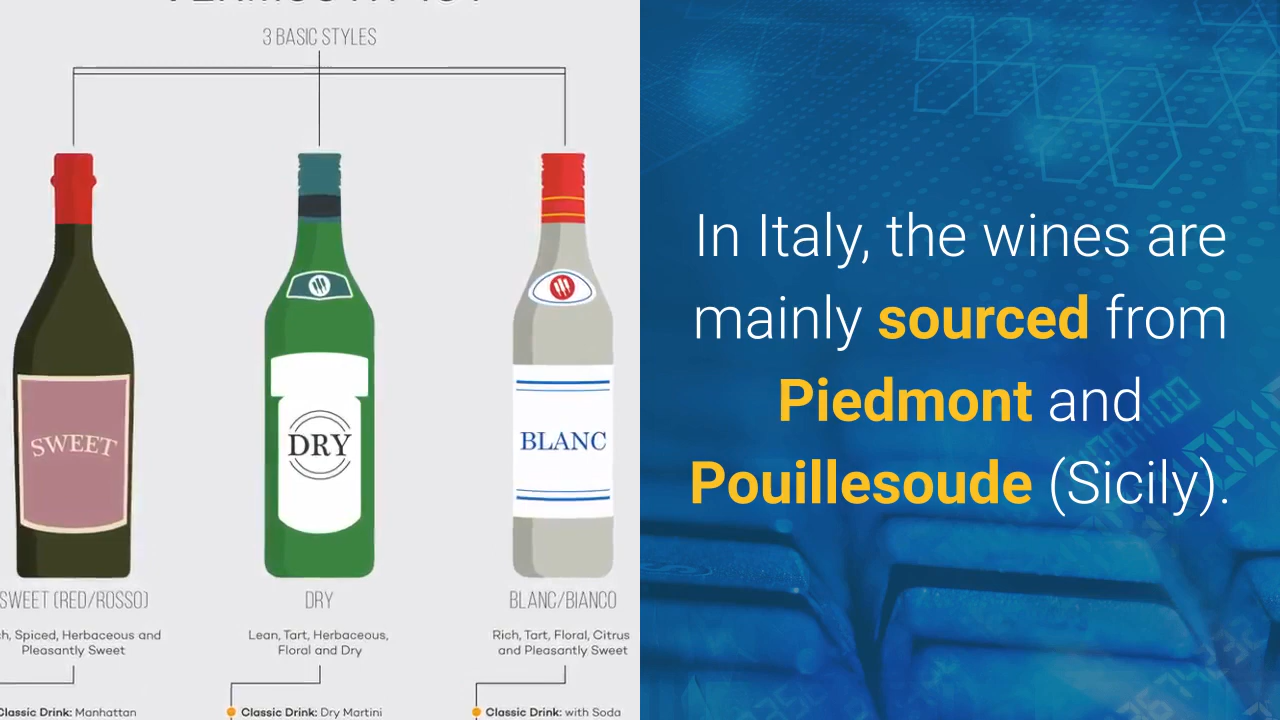 3 BASIC STYLES
SWEET
DRY
BLANC
SWEET (RED/ROSSO)
DRY
BLANC/BIANCO
Spiced, Herbaceous and
Pleasantly Sweet
Lean, Tart, Herbaceous,
Floral and Dry
Rich, Tart, Floral, Citrus
and Pleasantly Sweet
Classic Drink: Manhattan
Classic Drink: Dry Martini
Classic Drink: with Soda
In Italy, the wines are
mainly sourced from
Piedmont and
Pouillesoude (Sicily).